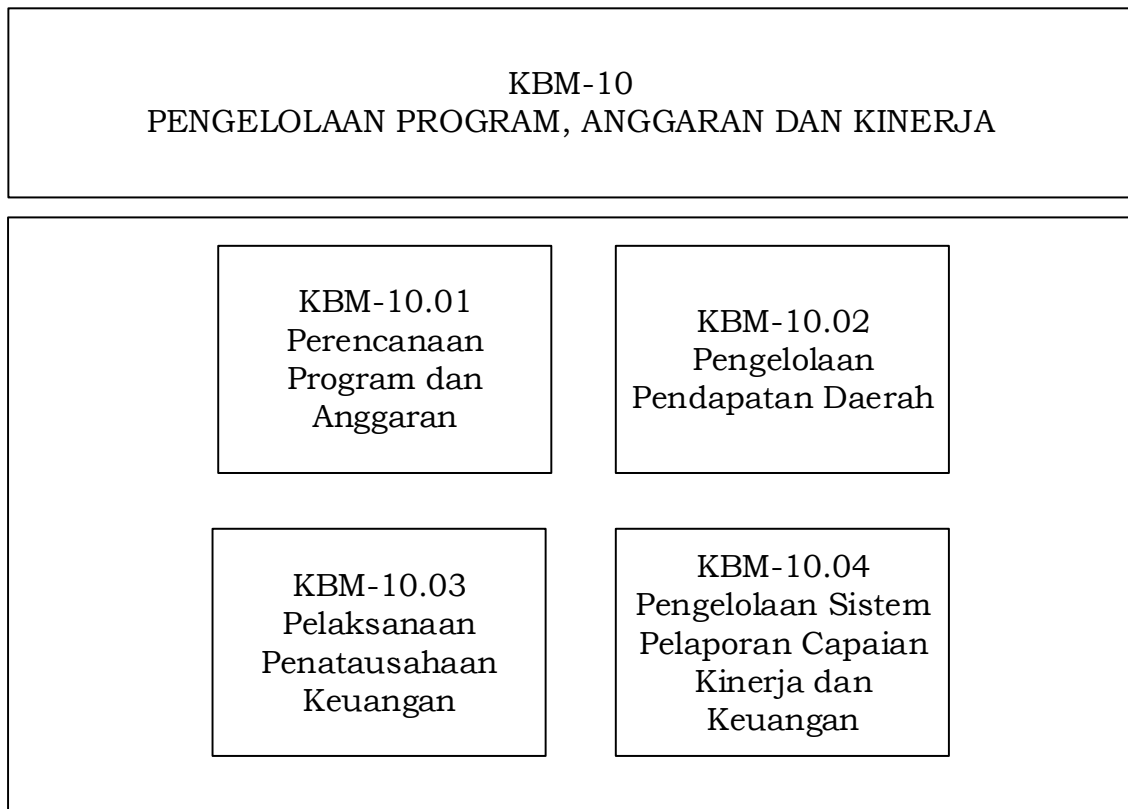 KBM-10
PENGELOLAAN PROGRAM, ANGGARAN DAN KINERJA
KBM-10.01
Perencanaan
Program dan
Anggaran
KBM-10.02
Pengelolaan
Pendapatan Daerah
KBM-10.03
Pelaksanaan
Penatausahaan
Keuangan
KBM-10.04
Pengelolaan Sistem
Pelaporan Capaian
Kinerja dan
Keuangan